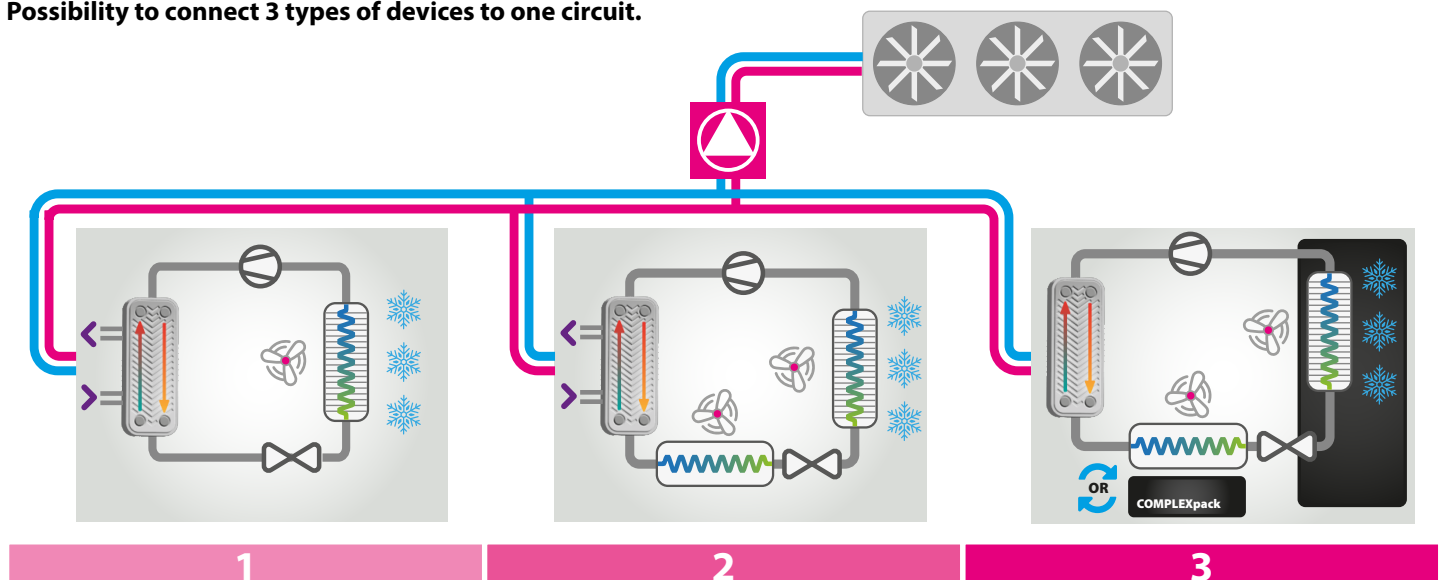 Possibility to connect 3 types of devices to one circuit.
OR
COMPLEXpack
1
2
3